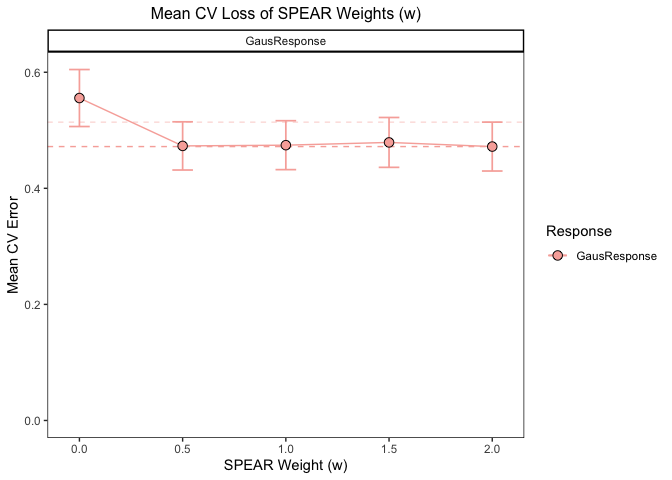 Mean CV Loss of SPEAR Weights (w)
GausResponse
0.6
0.4
0.2
0.0
Mean CV Error
0.0 0.5 1.0 1.5 2.0
SPEAR Weight (w)
Response
GausResponse